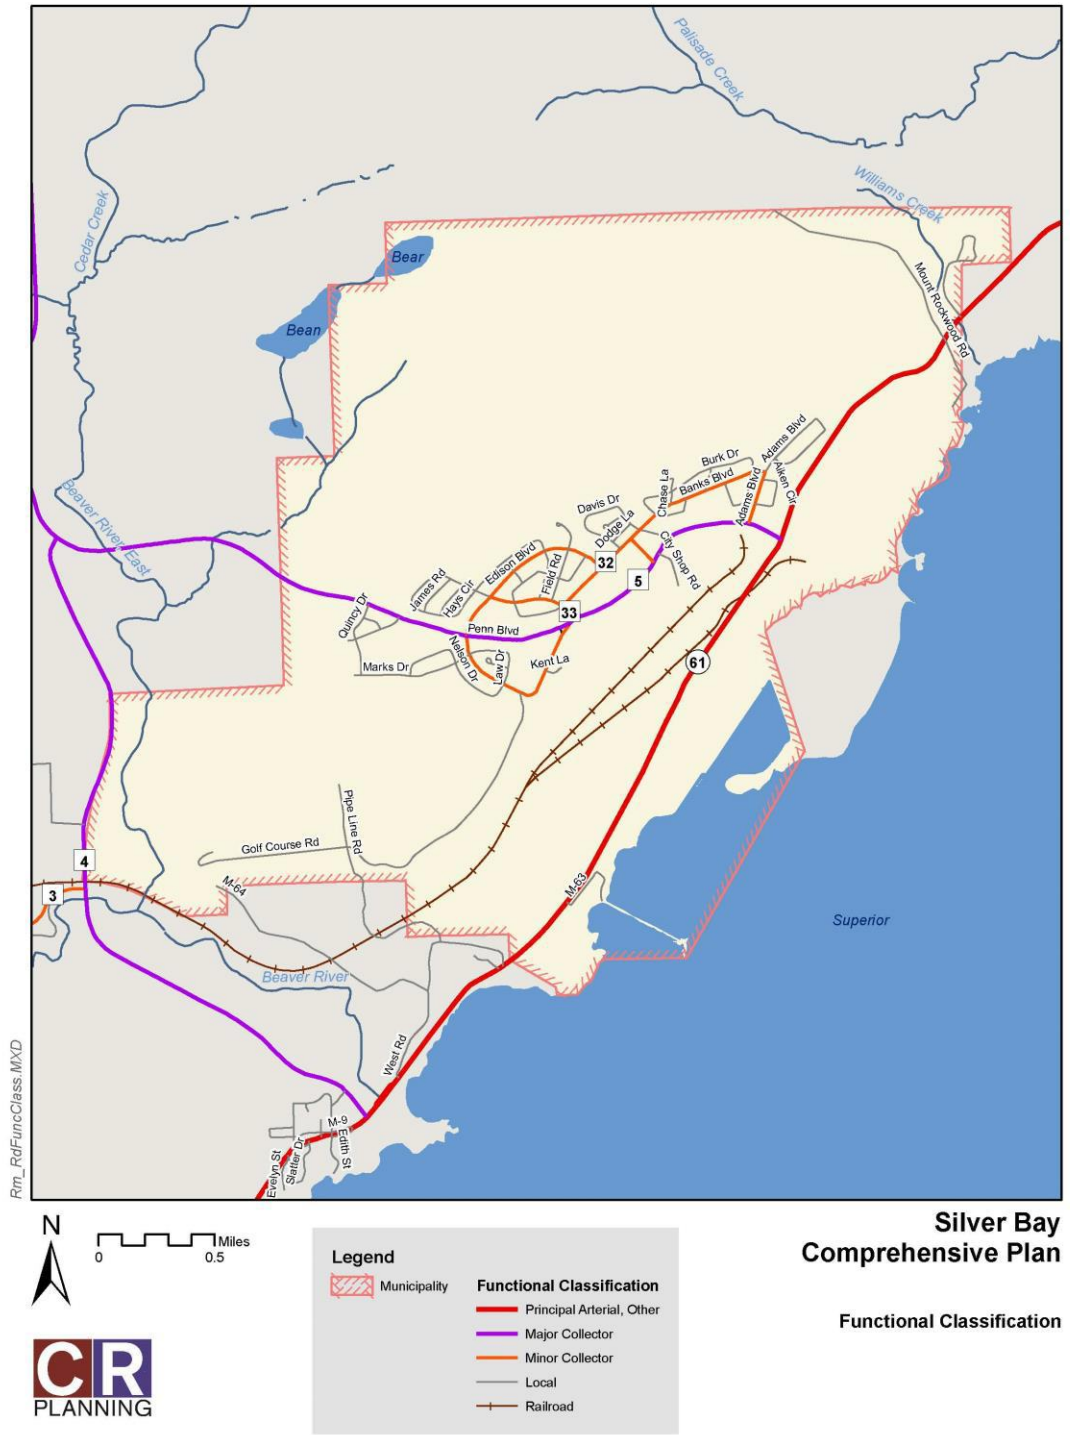 Palisade Creek
Williams Creek
Cedar Creek
Bear
Bean
Mount Rockwood Rd
Beaver River, East
Adams Blvd
Burk Dr
Chase La
Banks Blvd
Aiken Cir
Adams Blvd
Davis Dr
Dodge La
City Shop Rd
Edison Blvd
32
Field Rd
5
James Rd
Hays Cir
33
Quincy Dr
Penn Blvd
Nelson Dr
Law Dr
Kent La
Marks Dr
61
Pipe Line Rd
Golf Course Rd
4
M-64
3
M-63
Superior
Beaver River
West Rd
M-9
Edith St
Slatter Dr
Evelyn St
Rm_RdFuncClass.MXD
N
Miles
0 0.5
CR
PLANNING
Legend
Municipality
Functional Classification
Principal Arterial, Other
Major Collector
Minor Collector
Local
Railroad
Silver Bay
Comprehensive Plan
Functional Classification